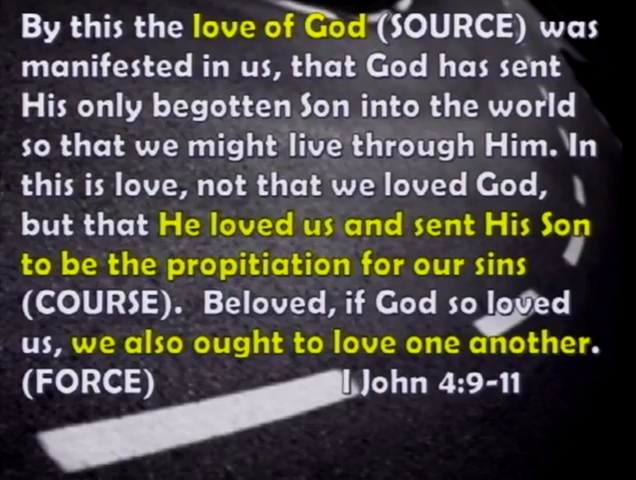 By this the love of God (SOURCE) was
manifested in us, that God has sent
His only begotten Son into the world
so that we might live through Him. In
this is love, not that we loved God,
but that He loved us and sent His Son
to be the propitiation for our sins
(COURSE).  Beloved, if God so loved
us, we also ought to love one another.
(FORCE) I John 4:9-11